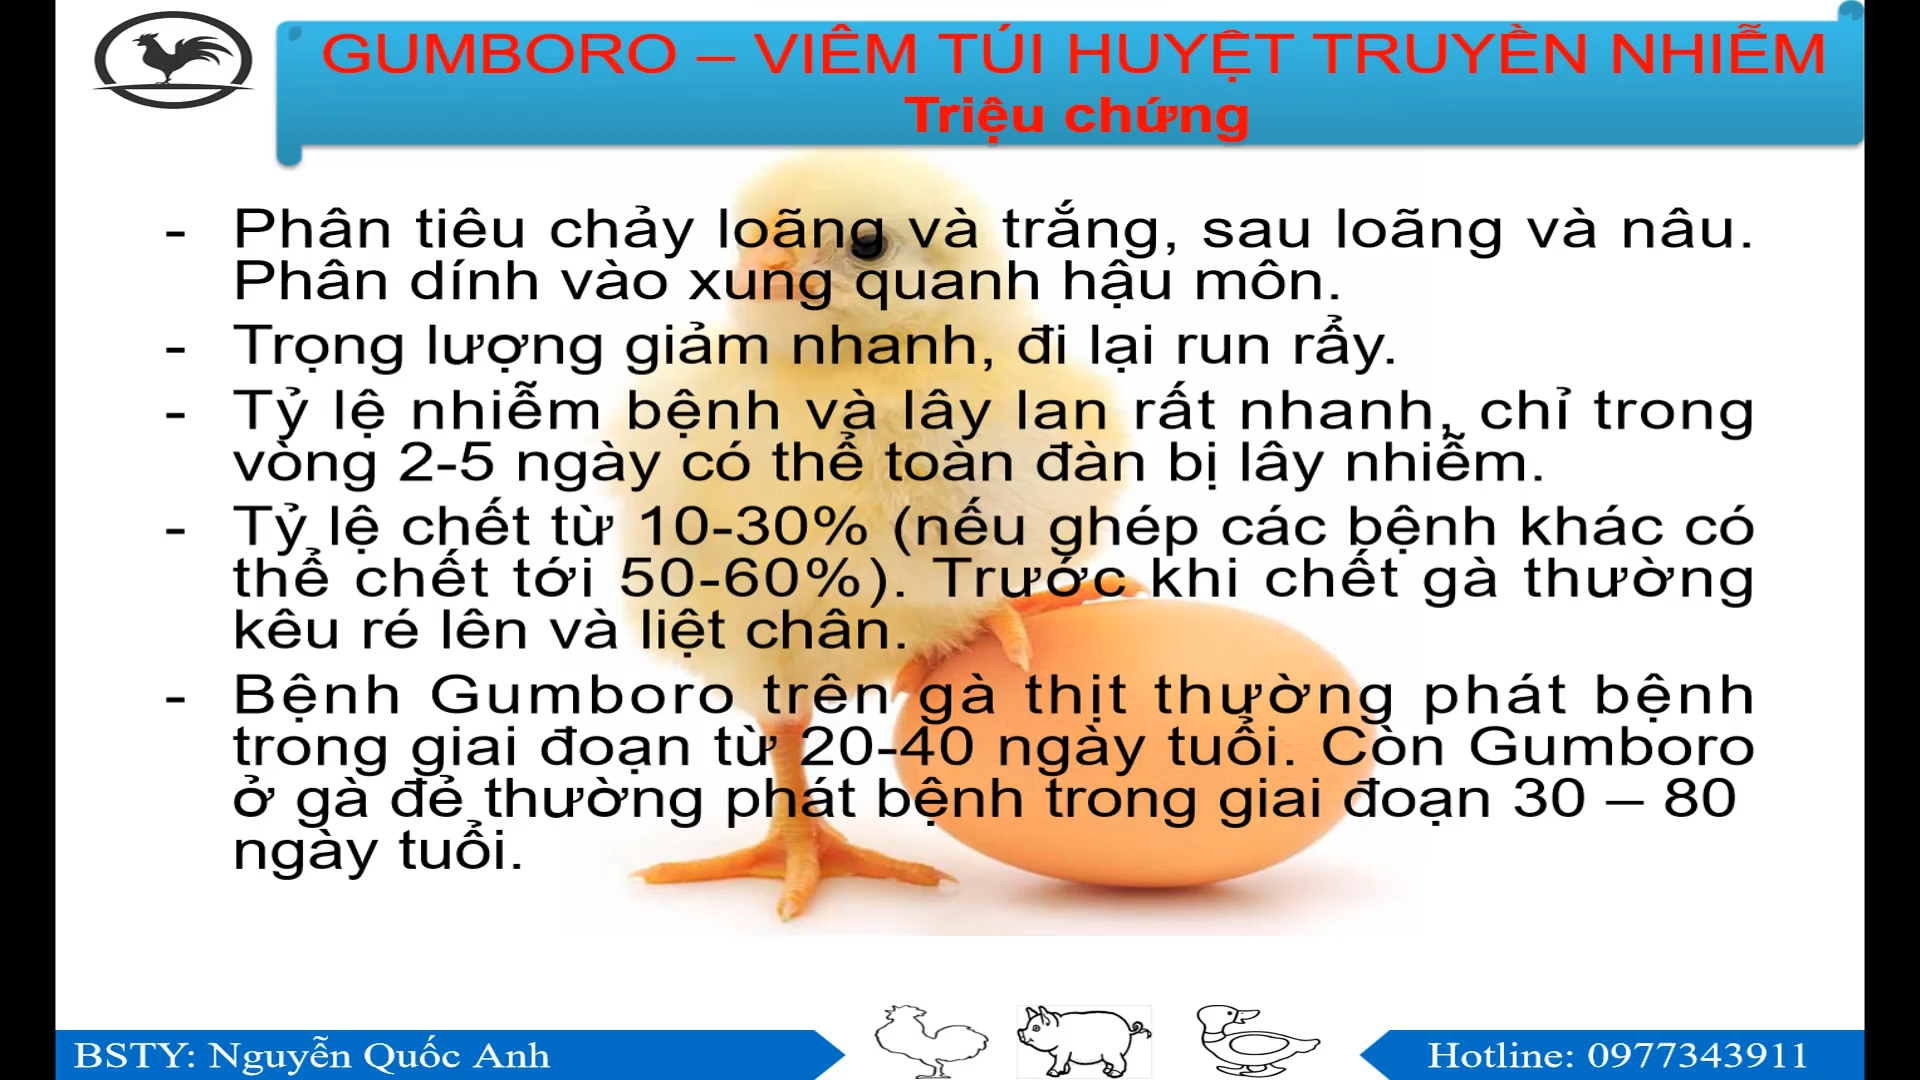 GUMBORO – VIÊM TÚI HUYỆT TRUYỀN NHIỄM
Triệu chứng
- Phân tiêu chảy loãng và trắng, sau loãng và nâu.
Phân dính vào xung quanh hậu môn.
- Trọng lượng giảm nhanh, đi lại run rẩy.
- Tỷ lệ nhiễm bệnh và lây lan rất nhanh, chỉ trong
vòng 2-5 ngày có thể toàn đàn bị lây nhiễm.
- Tỷ lệ chết từ 10-30% (nếu ghép các bệnh khác có
thể chết tới 50-60%). Trước khi chết gà thường
kêu ré lên và liệt chân.
- Bệnh Gumboro trên gà thịt thường phát bệnh
trong giai đoạn từ 20-40 ngày tuổi. Còn Gumboro
ở gà đẻ thường phát bệnh trong giai đoạn 30 – 80
ngày tuổi.
BSTY: Nguyễn Quốc Anh
Hotline: 0977343911